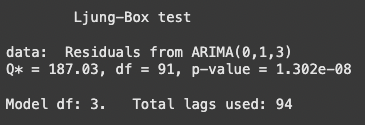 Ljung-Box test
data:  Residuals from ARIMA(0,1,3)
Q* = 187.03, df = 91, p-value = 1.302e-08
Model df: 3.   Total lags used: 94